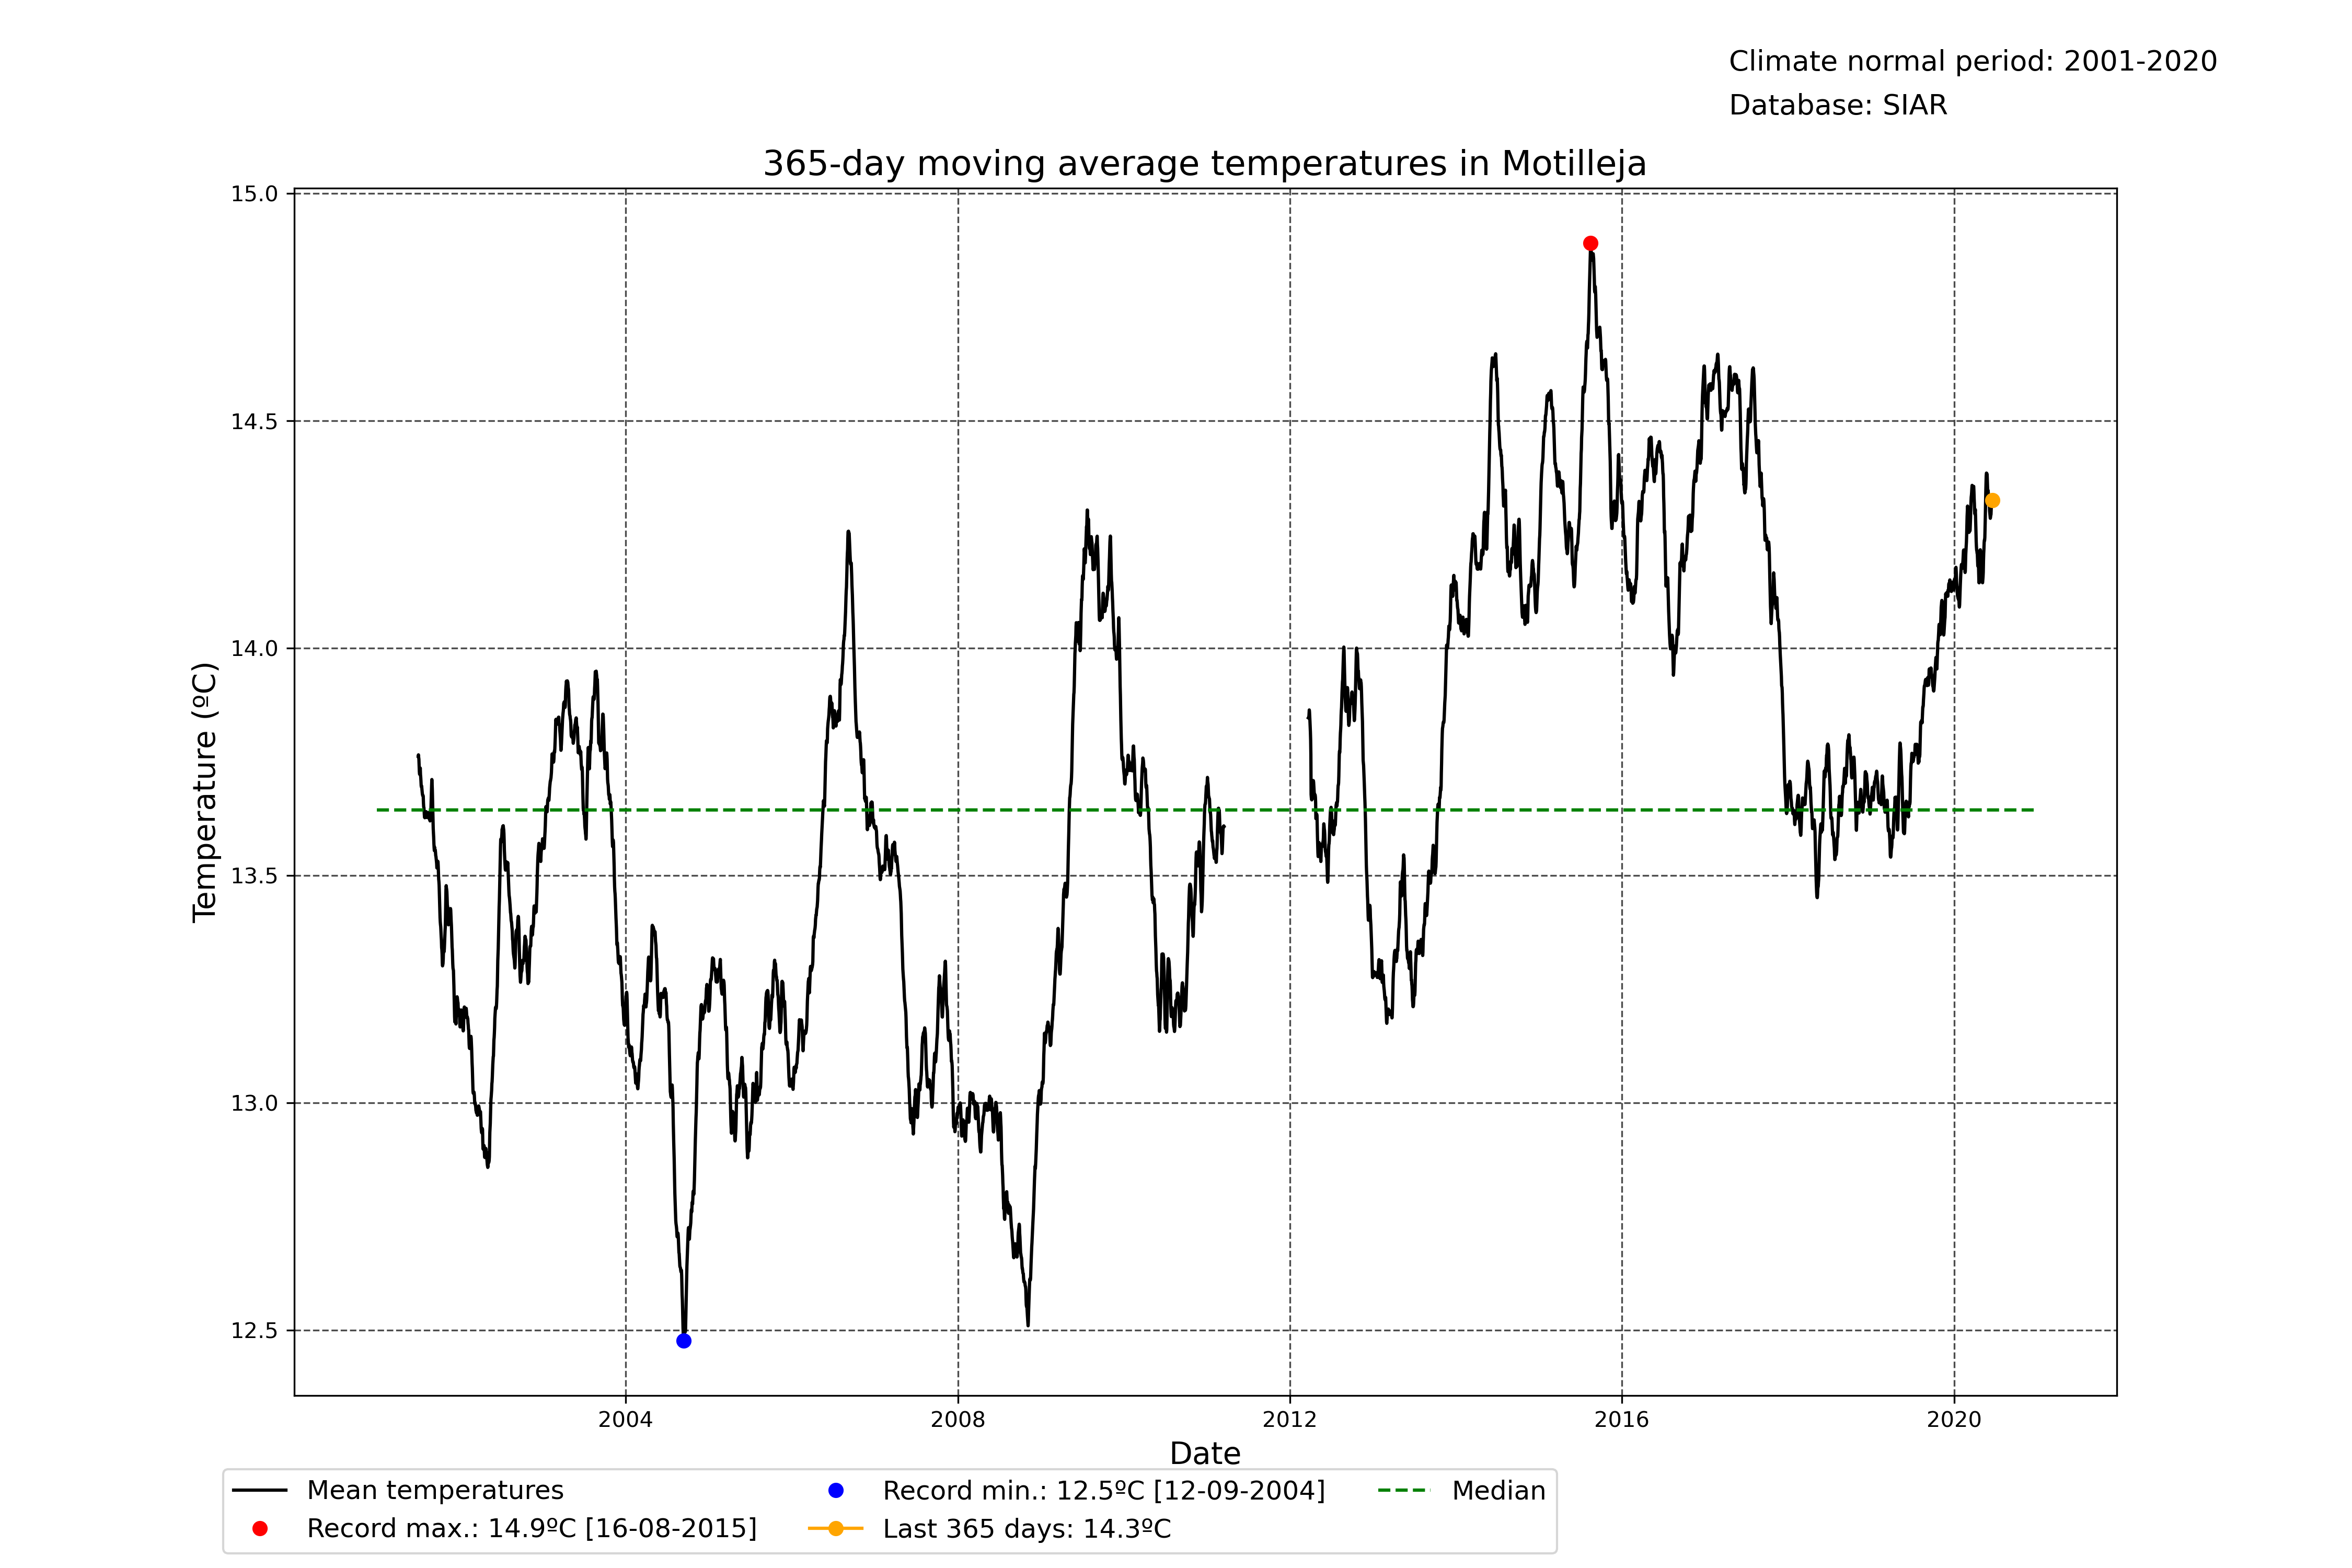 Climate normal period: 2001-2020
Database: SIAR
365-day moving average temperatures in Motilleja
15.0
14.5
14.0
13.5
13.0
12.5
Temperature (ºC)
2004 2008 2012 2016 2020
Date
Mean temperatures
Record max.: 14.9ºC [16-08-2015]
Record min.: 12.5ºC [12-09-2004]
Last 365 days: 14.3ºC
Median